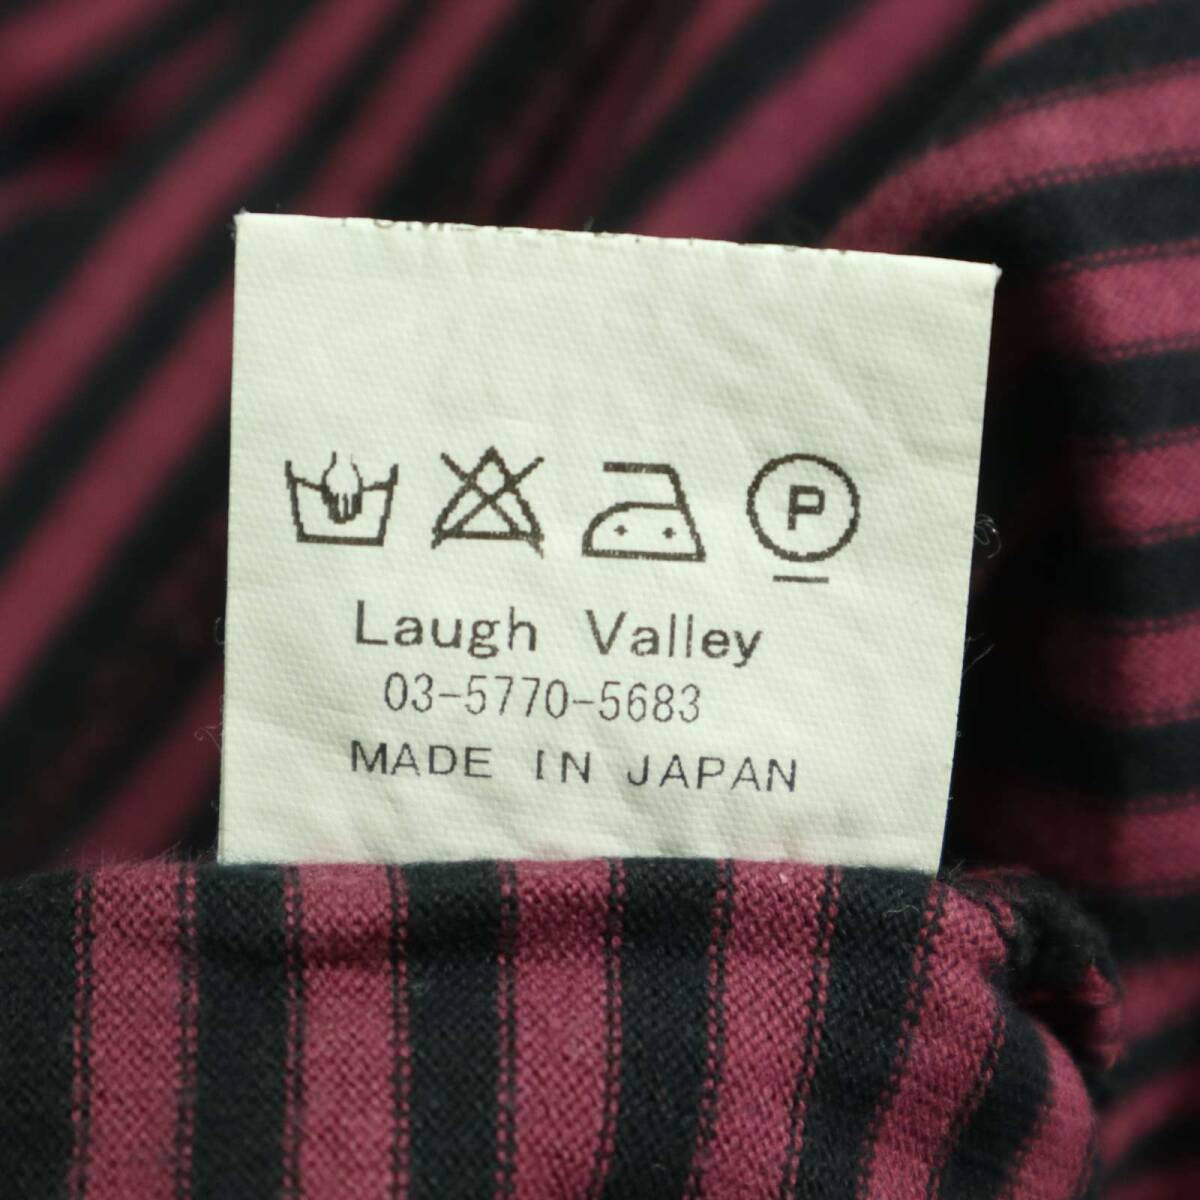 P
Laugh Valley
03-5770-5683
MADE IN JAPAN